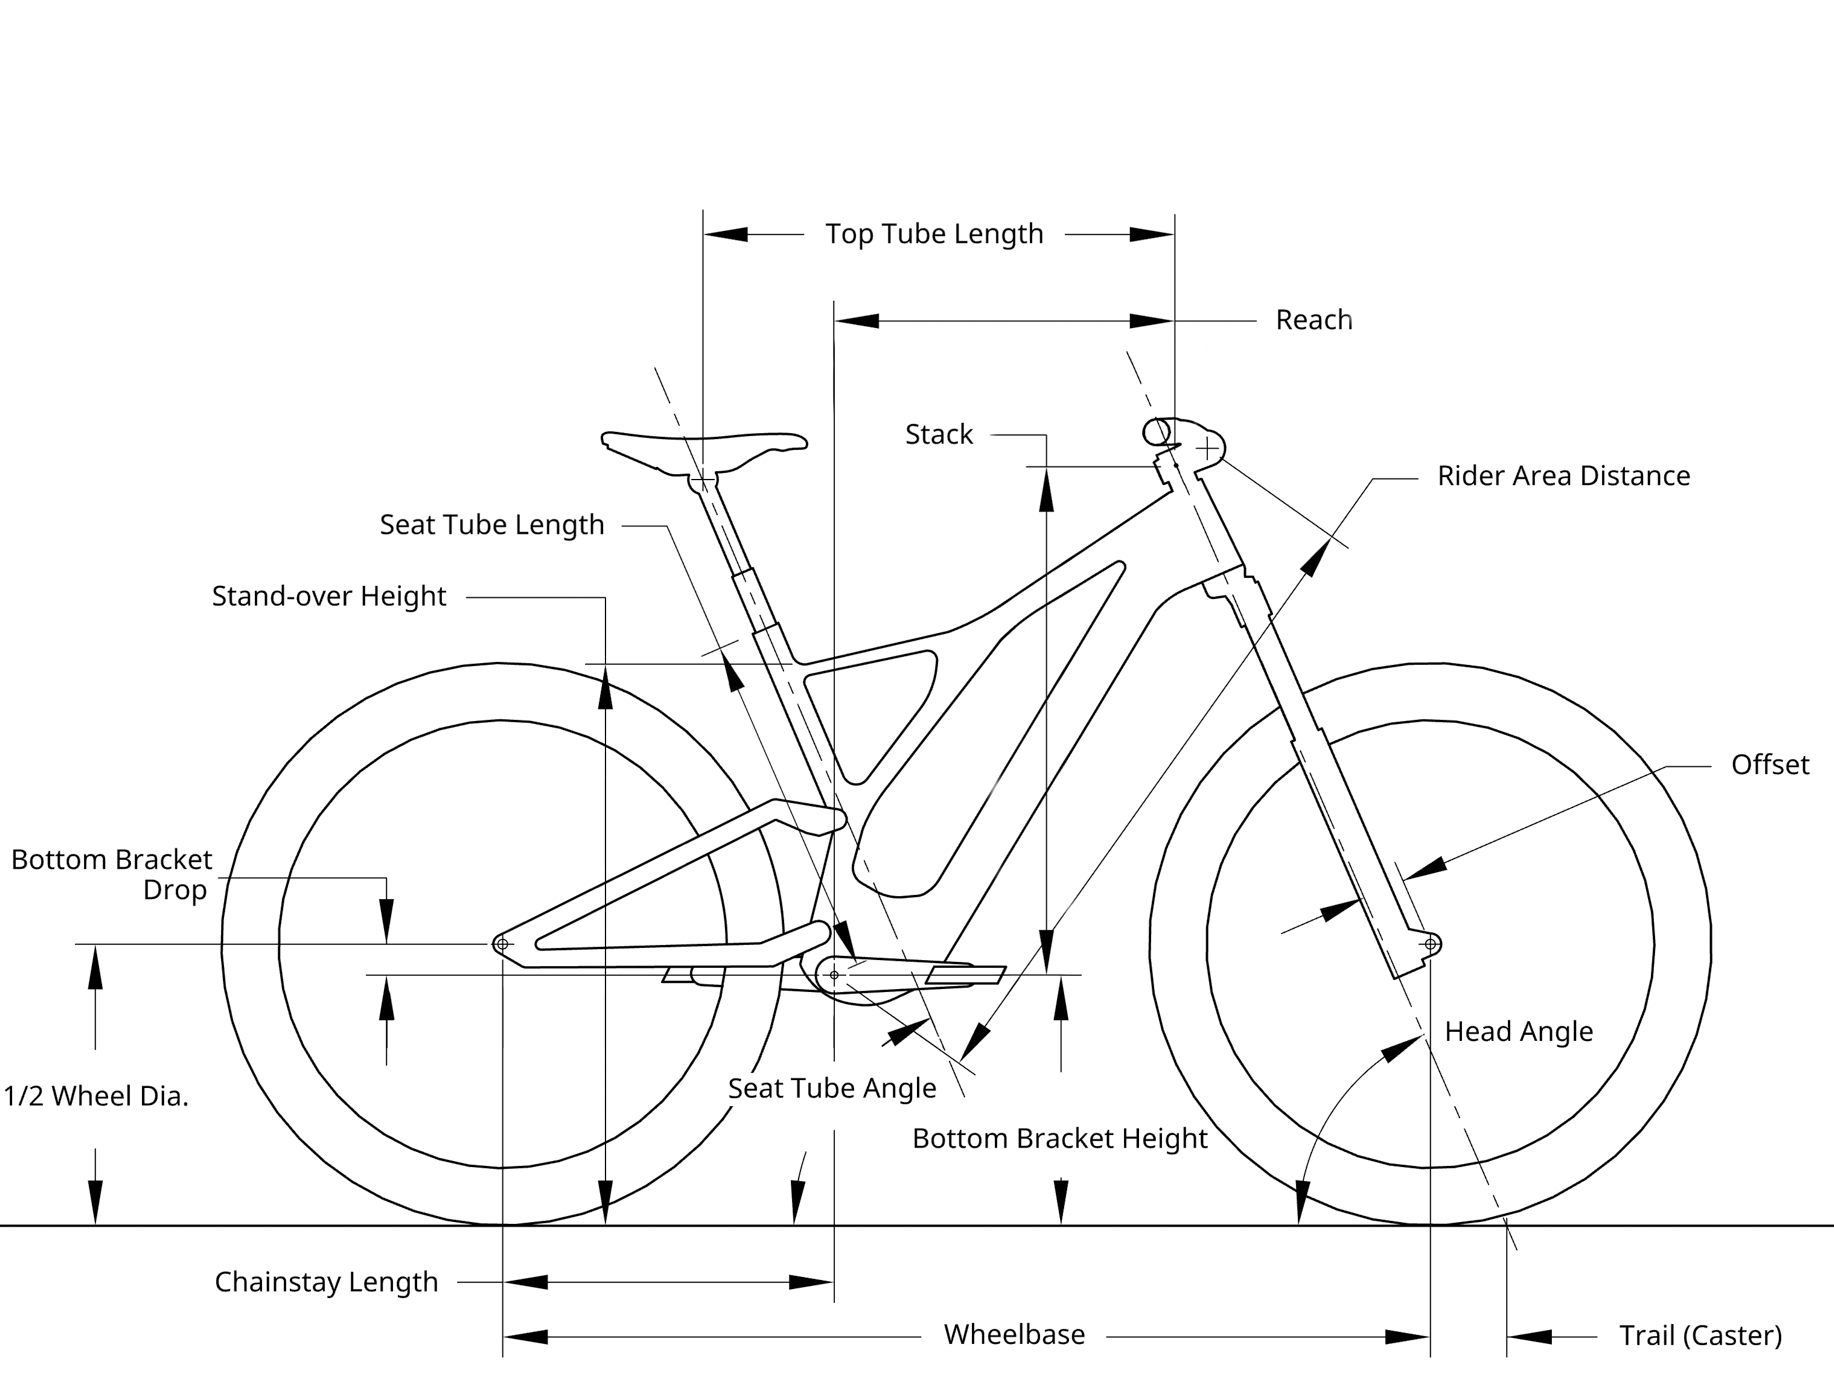 Top Tube Length
Reach
Stack
Rider Area Distance
Seat Tube Length
Stand-over Height
Offset
Bottom Bracket
Drop
Head Angle
1/2 Wheel Dia.
Seat Tube Angle
Bottom Bracket Height
Chainstay Length
Wheelbase
Trail (Caster)